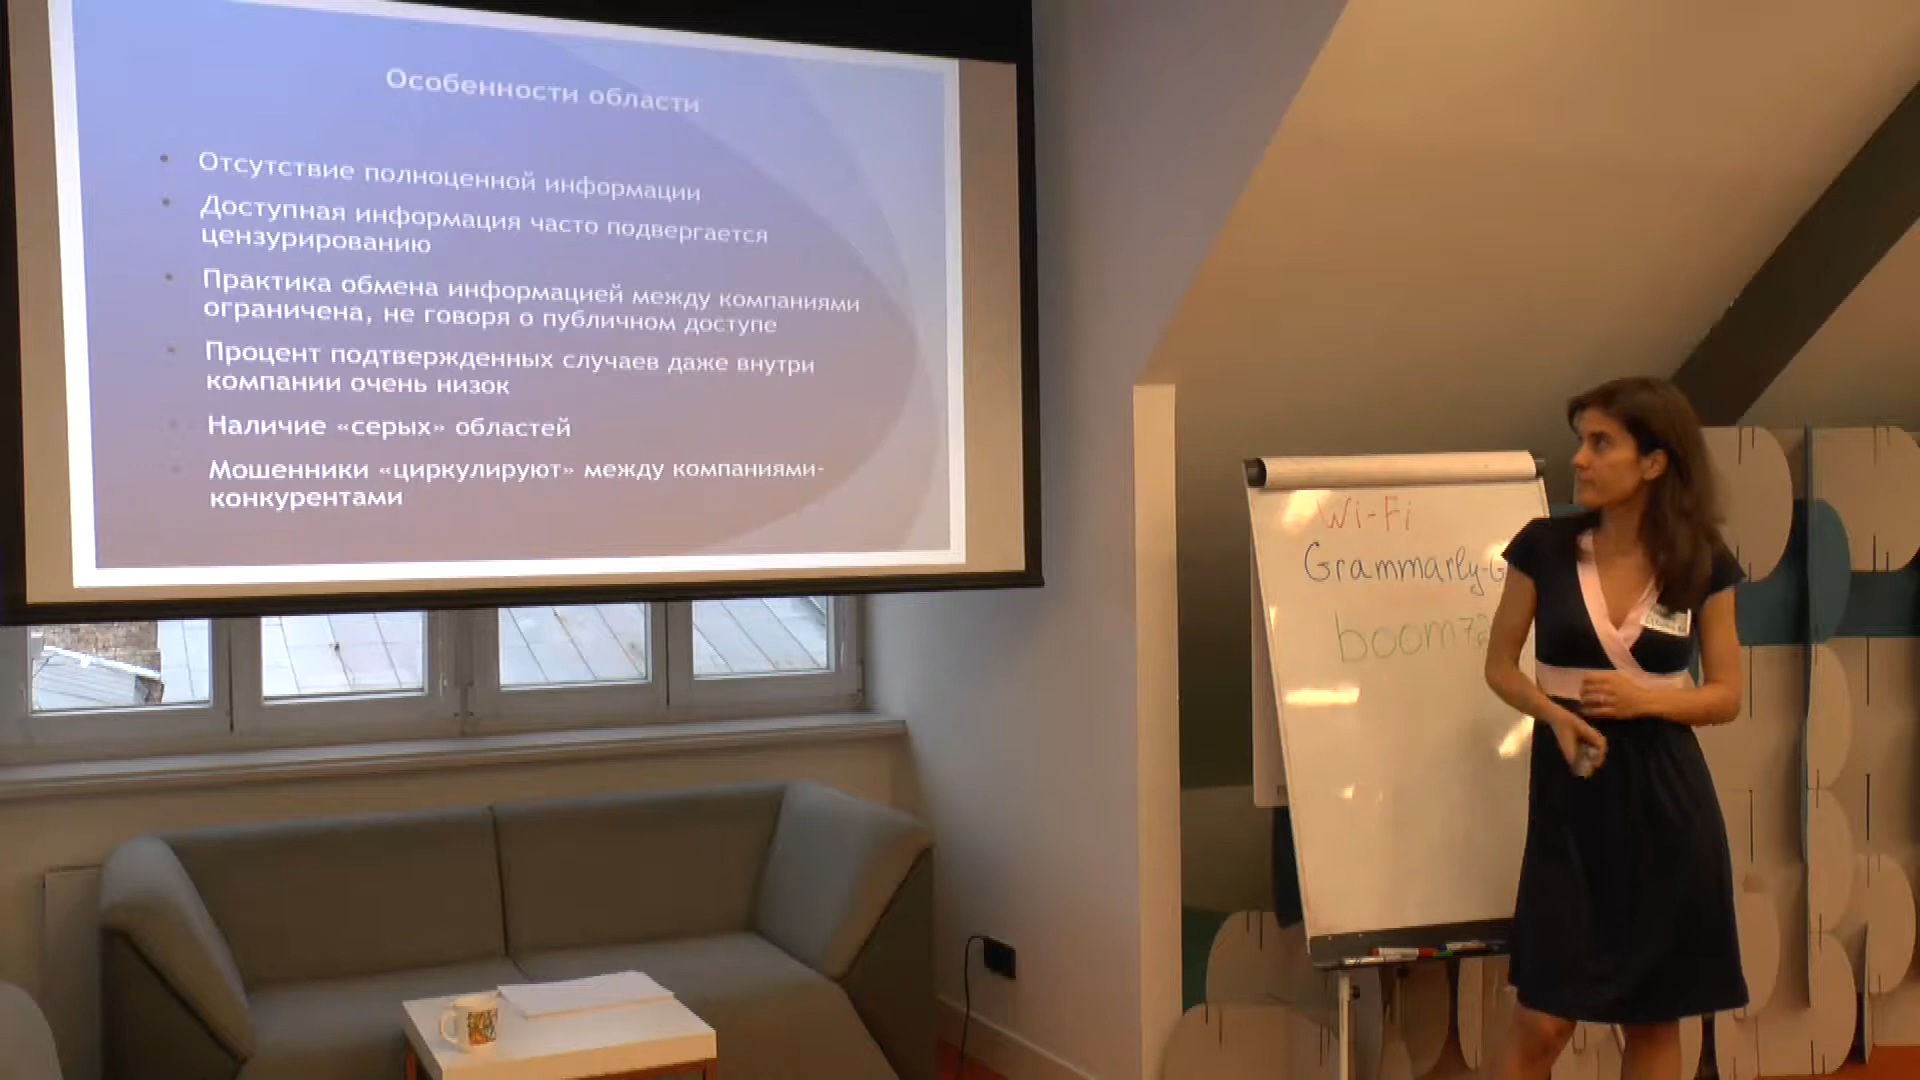 Особенности области
Отсутствие полноценной информации
Доступная информация часто подвергается
цензурированию
Практика обмена информацией между компаниями
ограничена, не говоря о публичном доступе
Процент подтвержденных случаев даже внутри
компании очень низок
Наличие «серых» областей
Мошенники «циркулируют» между компаниями-
конкурентами
Wi-Fi
Grammarly-G
boom72